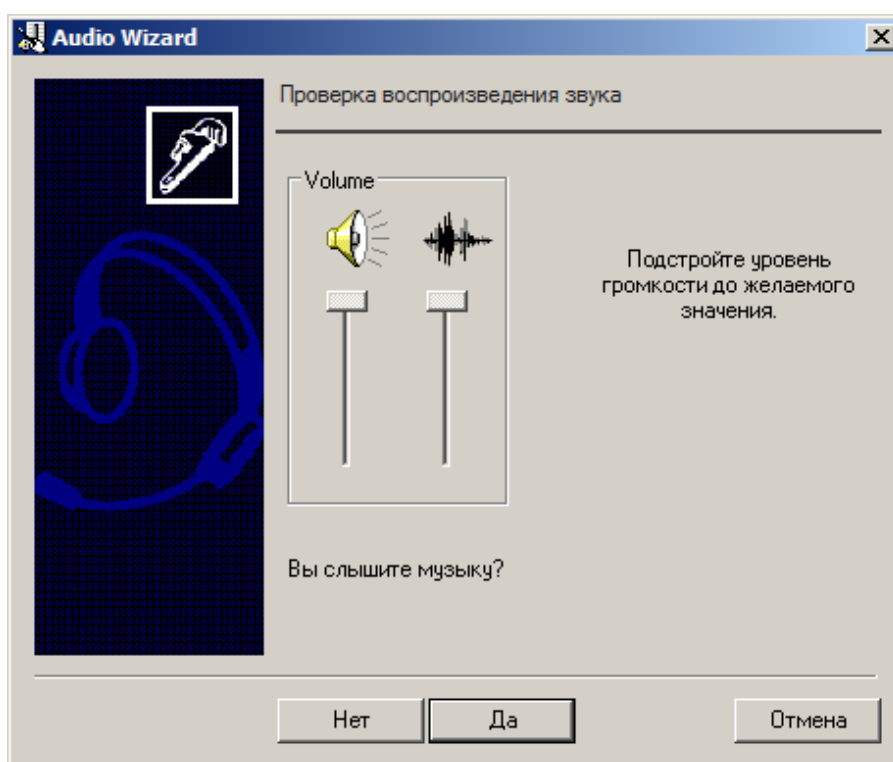 Audio Wizard
Проверка воспроизведения звука
Volume
Подстройте уровень
громкости до желаемого
значения.
Вы слышите музыку?
Нет
Да
Отмена